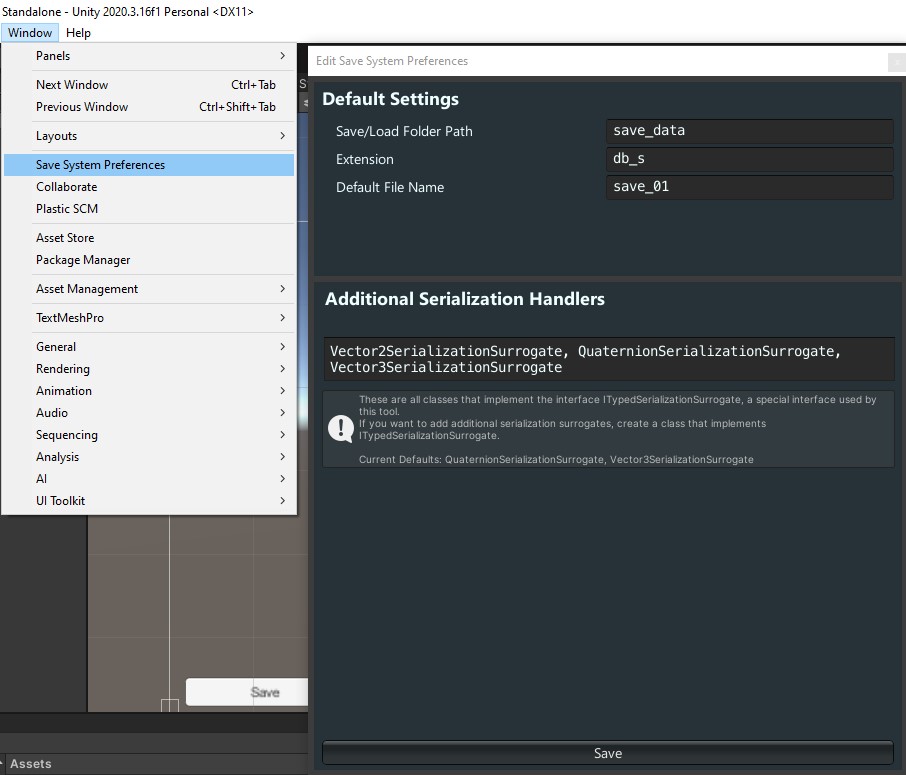 Standalone - Unity 2020.3.16f1 Personal <DX11>
Window Help
Panels
Next Window Ctrl+Tab
Previous Window Ctrl+Shift+Tab
Layouts
Save System Preferences
Collaborate
Plastic SCM
Asset Store
Package Manager
Asset Management
TextMeshPro
General
Rendering
Animation
Audio
Sequencing
Analysis
AI
UI Toolkit
S
Edit Save System Preferences
x
Default Settings
Save/Load Folder Path save_data
Extension db_s
Default File Name save_01
Additional Serialization Handlers
Vector2SerializationSurrogate, QuaternionSerializationSurrogate,
Vector3SerializationSurrogate
These are all classes that implement the interface ITypedSerializationSurrogate, a special interface used by
this tool.
If you want to add additional serialization surrogates, create a class that implements
ITypedSerializationSurrogate.
Current Defaults: QuaternionSerializationSurrogate, Vector3SerializationSurrogate
Save
Save
Assets